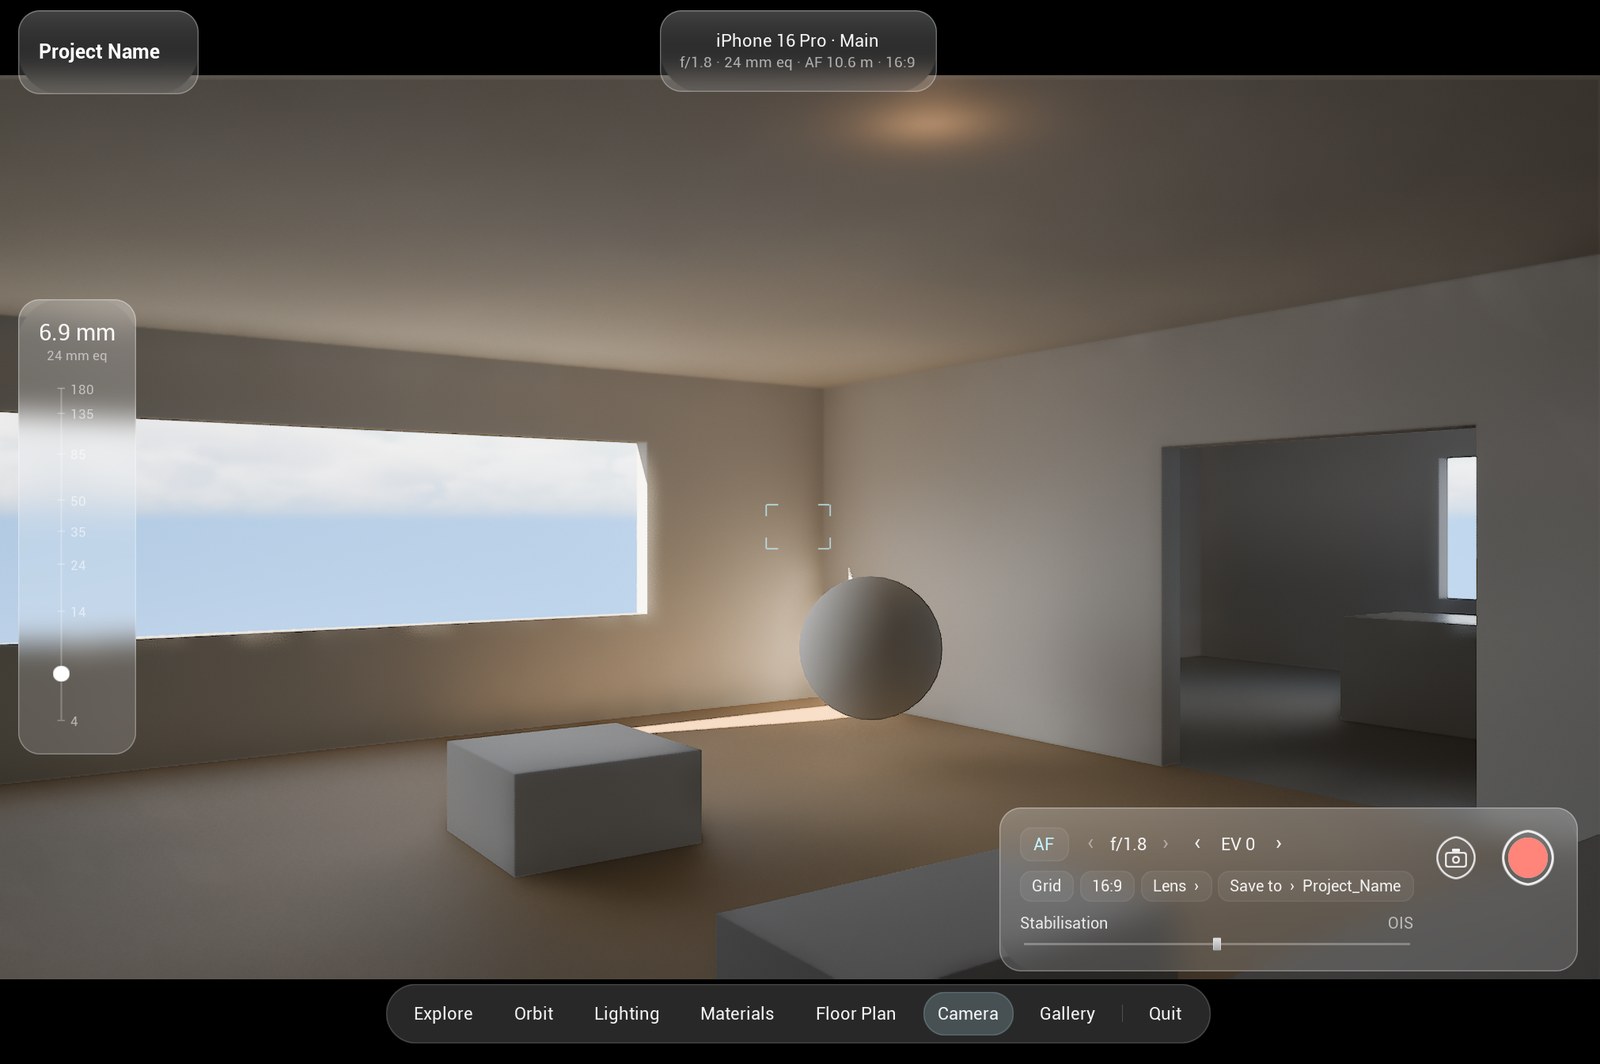 Project Name
iPhone 16 Pro · Main
f/1.8 · 24 mm eq · AF 10.6 m · 16:9
6.9 mm
24 mm eq
180
135
85
50
35
24
14
4
AF ‹ f/1.8 › ‹ EV 0 ›
Grid 16:9 Lens › Save to › Project_Name
Stabilisation OIS
Explore Orbit Lighting Materials Floor Plan Camera Gallery Quit